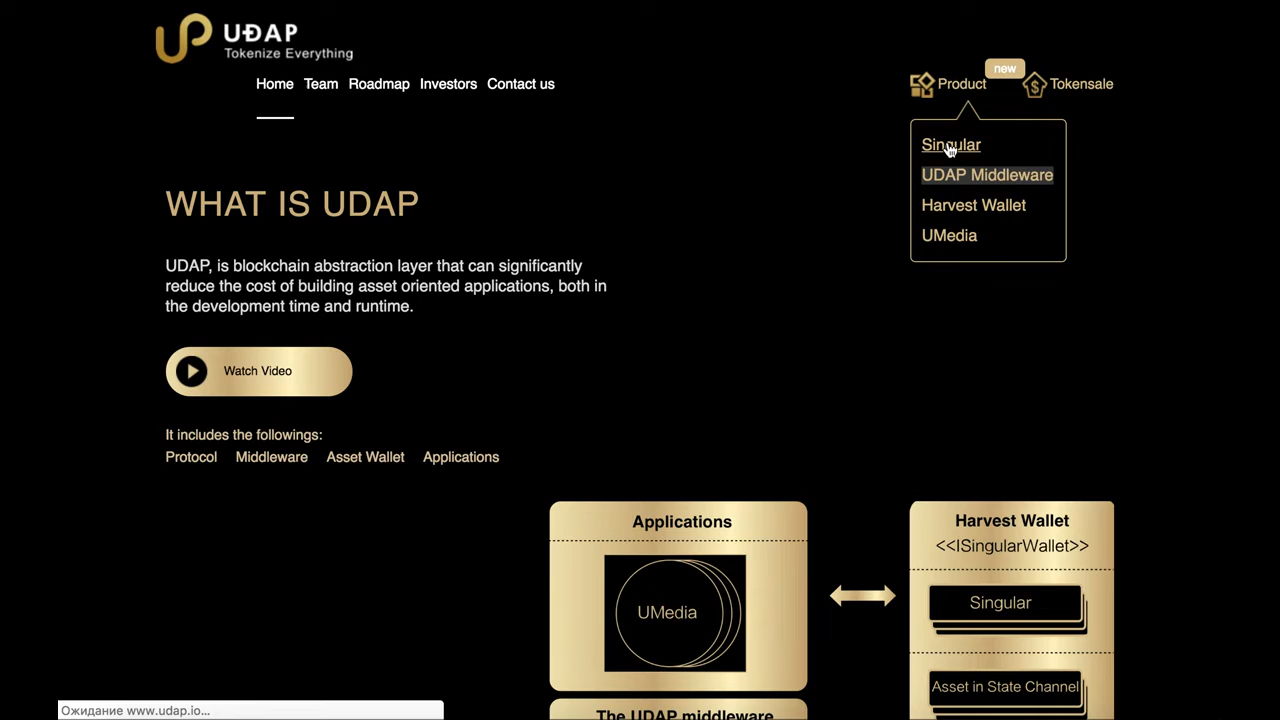 UĐAP
Tokenize Everything
Home Team Roadmap Investors Contact us
new
Product
Tokensale
Singular
UDAP Middleware
Harvest Wallet
UMedia
WHAT IS UDAP
UDAP, is blockchain abstraction layer that can significantly
reduce the cost of building asset oriented applications, both in
the development time and runtime.
Watch Video
It includes the followings:
Protocol Middleware Asset Wallet Applications
Applications
UMedia
The UDAP middleware
Harvest Wallet
<<ISingularWallet>>
Singular
Asset in State Channel
Ожидание www.udap.io...